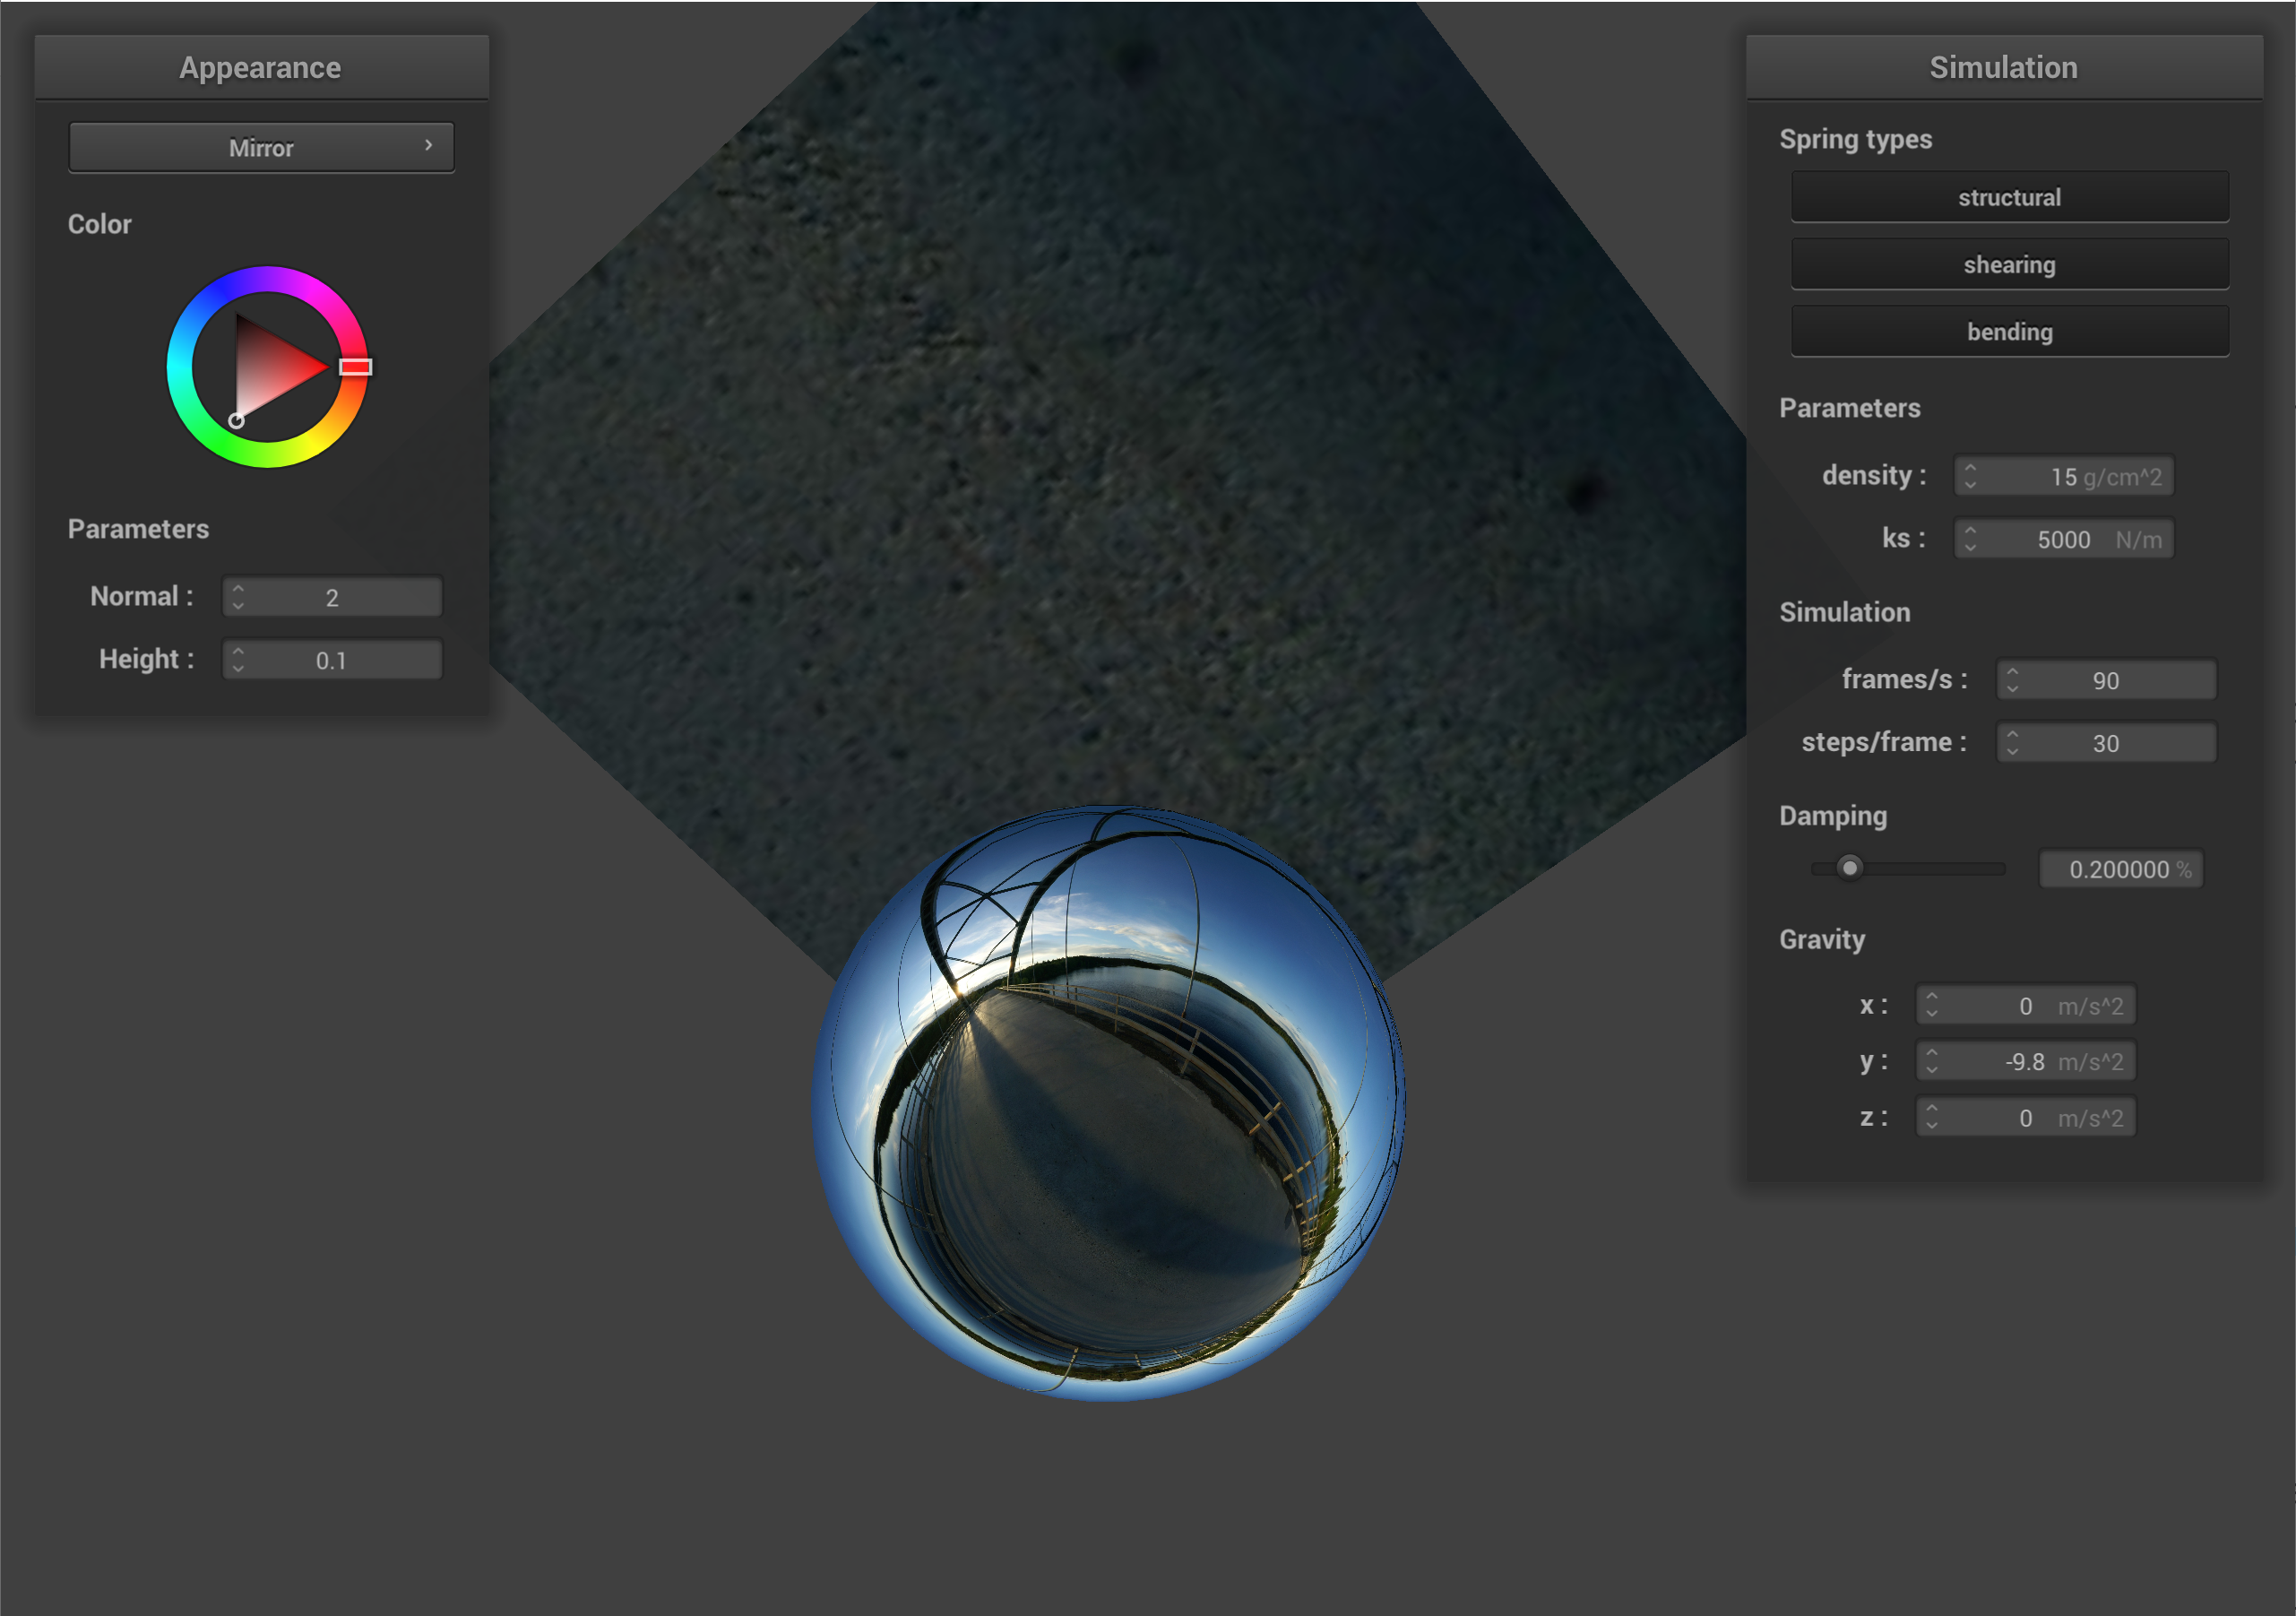 Appearance
Mirror
Color
Parameters
Normal : 2
Height : 0.1
Simulation
Spring types
structural
shearing
bending
Parameters
density : 15 g/cm^2
ks : 5000 N/m
Simulation
frames/s : 90
steps/frame : 30
Damping
0.200000 %
Gravity
x : 0 m/s^2
y : -9.8 m/s^2
z : 0 m/s^2